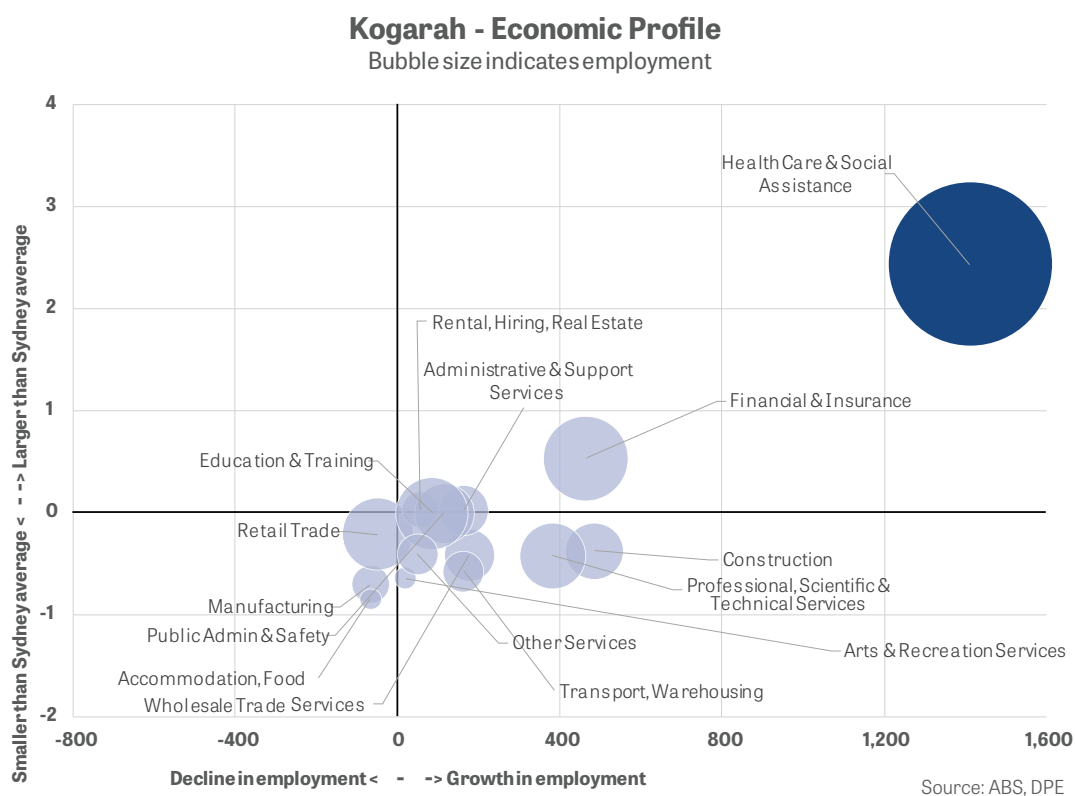 Kogarah - Economic Profile
Bubble size indicates employment
4
3
2
1
0
-1
-2
Smaller than Sydney average < - -> Larger than Sydney average
Health Care & Social
Assistance
Rental, Hiring, Real Estate
Administrative & Support
Services
Financial & Insurance
Education & Training
Retail Trade
Construction
Professional, Scientific &
Technical Services
Manufacturing
Public Admin & Safety
Other Services
Arts & Recreation Services
Accommodation, Food
Transport, Warehousing
Wholesale Trade Services
-800
-400
0
400
800
1,200
1,600
Decline in employment < - -> Growth in employment
Source: ABS, DPE